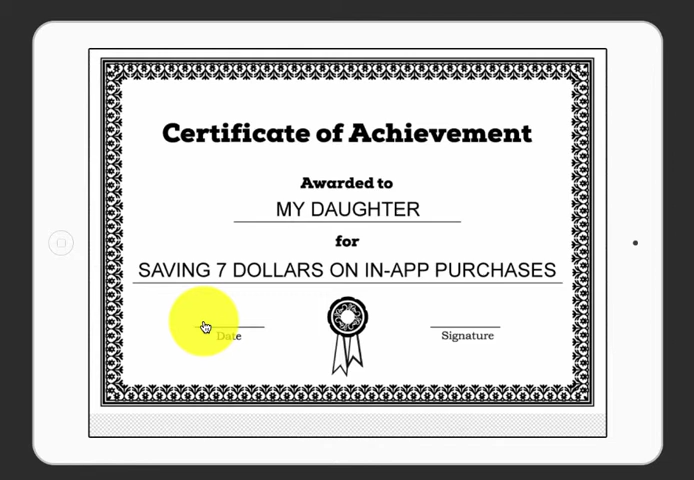 Certificate of Achievement
Awarded to
MY DAUGHTER
for
SAVING 7 DOLLARS ON IN-APP PURCHASES
Date
Signature